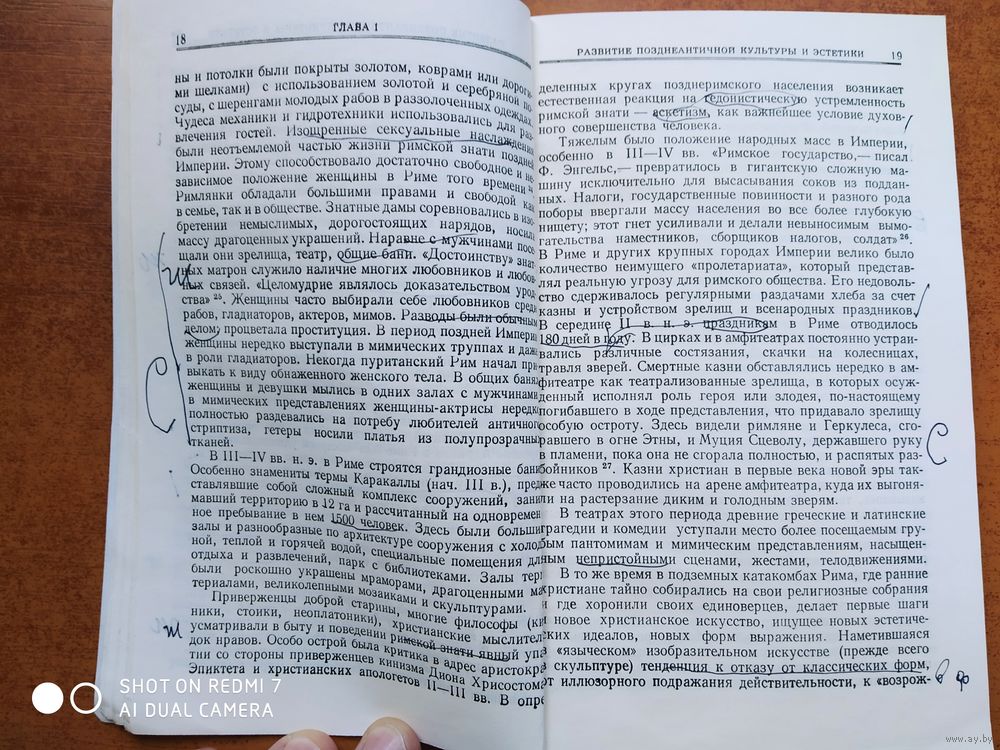 18
ГЛАВА 1
ны и потолки были покрыты золотом, коврами или дороги-
ми шелками) с использованием золотой и серебряной по-
суды, с шеренгами молодых рабов в раззолоченных одеждах.
Чудеса механики и гидротехники использовались для раз-
влечения гостей. Изощренные сексуальные наслаждения
были неотъемлемой частью жизни римской знати поздней
Империи. Этому способствовало достаточно свободное и не-
зависимое положение женщины в Риме того времени
Римлянки обладали большими правами и свободой как
в семье, так и в обществе. Знатные дамы соревновались в изо-
бретении немыслимых, дорогостоящих нарядов, носили
массу драгоценных украшений. Наравне с мужчинами посе-
щали они зрелища, театр, общие бани. «Достоинству» знат-
ных матрон служило наличие многих любовников и любов-
ных связей. «Целомудрие являлось доказательством урод-
ства» 25. Женщины часто выбирали себе любовников среди
рабов, гладиаторов, актеров, мимов. Разводы были обычным
делом; процветала проституция. В период поздней Империи
женщины нередко выступали в мимических труппах и даже
в роли гладиаторов. Некогда пуританский Рим начал при-
выкать к виду обнаженного женского тела. В общих банях
женщины и девушки мылись в одних залах с мужчинами,
в мимических представлениях женщины-актрисы нередко
полностью раздевались на потребу любителей античного
стриптиза, гетеры носили платья из полупрозрачных
тканей.
В III—IV вв. н. э. в Риме строятся грандиозные бани.
Особенно знамениты термы Каракаллы (нач. III в.), пред-
ставлявшие собой сложный комплекс сооружений, зани-
мавший территорию в 12 га и рассчитанный на одновремен-
ное пребывание в нем 1500 человек. Здесь были большие
залы и разнообразные по архитектуре сооружения с холод-
ной, теплой и горячей водой, специальные помещения для
отдыха и развлечений, парк с библиотеками. Залы терм
были роскошно украшены мрамором, драгоценными ма-
териалами, великолепными мозаиками и скульптурами.
Приверженцы доброй старины, многие философы (ки-
ники, стоики, неоплатоники), христианские мыслители
усматривали в быту и поведении римской знати явный упа-
док нравов. Особо острой была критика в адрес аристокра-
тии со стороны приверженцев кинизма Диона Хрисостома,
Эпиктета и христианских апологетов II—III вв. В опре-
РАЗВИТИЕ ПОЗДНЕАНТИЧНОЙ КУЛЬТУРЫ И ЭСТЕТИКИ
19
деленных кругах позднеримского населения возникает
естественная реакция на гедонистическую устремленность
римской знати — аскетизм, как важнейшее условие духов-
ного совершенства человека.
Тяжелым было положение народных масс в Империи,
особенно в III—IV вв. «Римское государство,— писал
Ф. Энгельс,— превратилось в гигантскую сложную ма-
шину исключительно для высасывания соков из поддан-
ных. Налоги, государственные повинности и разного рода
поборы ввергали массу населения во все более глубокую
нищету; этот гнет усиливали и делали невыносимым вымо-
гательства наместников, сборщиков налогов, солдат» 26.
В Риме и других крупных городах Империи велико было
количество неимущего «пролетариата», который представ-
лял реальную угрозу для римского общества. Его недоволь-
ство сдерживалось регулярными раздачами хлеба за счет
казны и устройством зрелищ и всенародных праздников.
В середине II в. н. э. праздникам в Риме отводилось
180 дней в году. В цирках и в амфитеатрах постоянно устраи-
вались различные состязания, скачки на колесницах,
травля зверей. Смертные казни обставлялись нередко в ам-
фитеатре как театрализованные зрелища, в которых осуж-
денный исполнял роль героя или злодея, по-настоящему
погибавшего в ходе представления, что придавало зрелищу
особую остроту. Здесь видели римляне и Геркулеса, сго-
равшего в огне Этны, и Муция Сцеволу, державшего руку
в пламени, пока она не сгорала полностью, и распятых раз-
бойников 27. Казни христиан в первые века новой эры так-
же часто проводились на арене амфитеатра, куда их выгоня-
ли на растерзание диким и голодным зверям.
В театрах этого периода древние греческие и латинские
трагедии и комедии уступали место более посещаемым гру-
бым пантомимам и мимическим представлениям, насыщен-
ным непристойными сценами, жестами, телодвижениями.
В то же время в подземных катакомбах Рима, где ранние
христиане тайно собирались на свои религиозные собрания
и где хоронили своих единоверцев, делает первые шаги
новое христианское искусство, ищущее новых эстетиче-
ских идеалов, новых форм выражения. Наметившаяся
в «языческом» изобразительном искусстве (прежде всего
в скульптуре) тенденция к отказу от классических форм,
от иллюзорного подражания действительности, к «возрож-
SHOT ON REDMI 7
AI DUAL CAMERA
www.ay.by